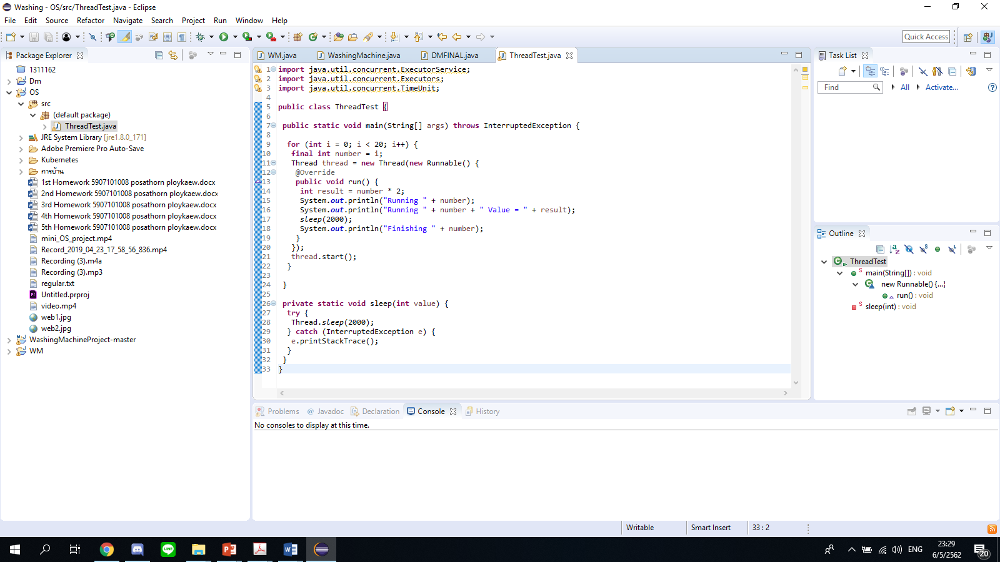 Washing - OS/src/ThreadTest.java - Eclipse
File Edit Source Refactor Navigate Search Project Run Window Help
Quick Access
Package Explorer
1311162
Dm
OS
src
(default package)
ThreadTest.java
JRE System Library [jre1.8.0_171]
Adobe Premiere Pro Auto-Save
Kubernetes
การบ้าน
1st Homework 5907101008 posathorn ploykaew.docx
2nd Homework 5907101008 posathorn ploykaew.docx
3rd Homework 5907101008 posathorn ploykaew.docx
4th Homework 5907101008 posathorn ploykaew.docx
5th Homework 5907101008 posathorn ploykaew.docx
mini_OS_project.mp4
Record_2019_04_23_17_58_56_836.mp4
Recording (3).m4a
Recording (3).mp3
regular.txt
Untitled.prproj
video.mp4
web1.jpg
web2.jpg
WashingMachineProject-master
WM
WM.java WashingMachine.java DMFINAL.java ThreadTest.java
1 import java.util.concurrent.ExecutorService;
2 import java.util.concurrent.Executors;
3 import java.util.concurrent.TimeUnit;
4
5 public class ThreadTest {
6
7 public static void main(String[] args) throws InterruptedException {
8
9 for (int i = 0; i < 20; i++) {
10 final int number = i;
11 Thread thread = new Thread(new Runnable() {
12 @Override
13 public void run() {
14 int result = number * 2;
15 System.out.println("Running " + number);
16 System.out.println("Running " + number + " Value = " + result);
17 sleep(2000);
18 System.out.println("Finishing " + number);
19 }
20 });
21 thread.start();
22 }
23
24 }
25
26 private static void sleep(int value) {
27 try {
28 Thread.sleep(2000);
29 } catch (InterruptedException e) {
30 e.printStackTrace();
31 }
32 }
33 }
Task List
Find All Activate...
Outline
ThreadTest
main(String[]) : void
new Runnable() {...}
run() : void
sleep(int) : void
Problems @ Javadoc Declaration Console History
No consoles to display at this time.
Writable Smart Insert 33 : 2
ENG
23:29
6/5/2562
20